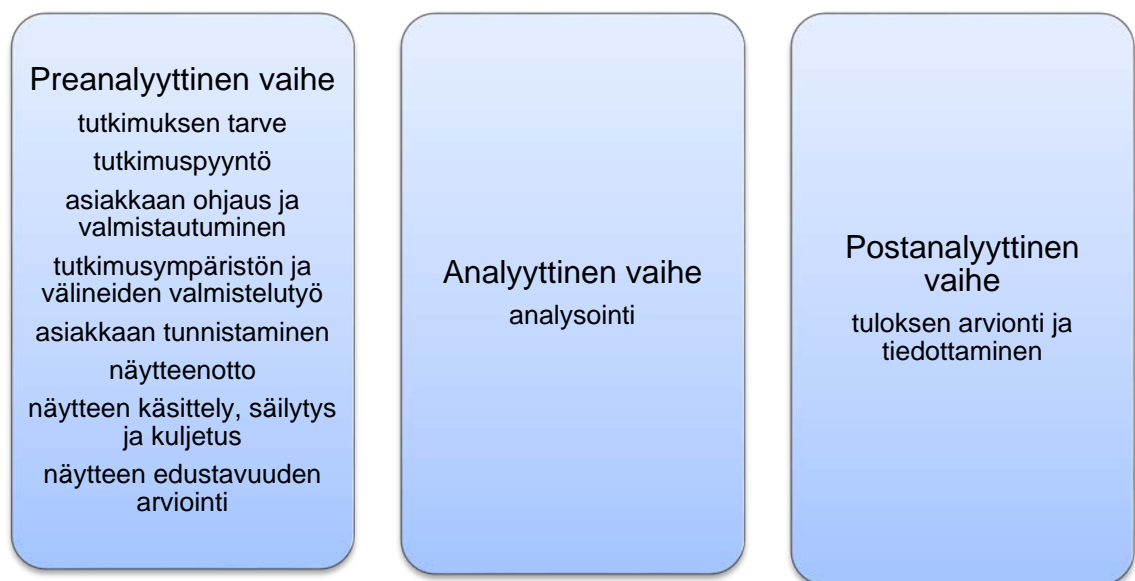 Preanalyyttinen vaihe
tutkimuksen tarve
tutkimuspyyntö
asiakkaan ohjaus ja
valmistautuminen
tutkimusympäristön ja
välineiden valmistelutyö
asiakkaan tunnistaminen
näytteenotto
näytteen käsittely, säilytys
ja kuljetus
näytteen edustavuuden
arviointi
Analyyttinen vaihe
analysointi
Postanalyyttinen
vaihe
tuloksen arvionti ja
tiedottaminen